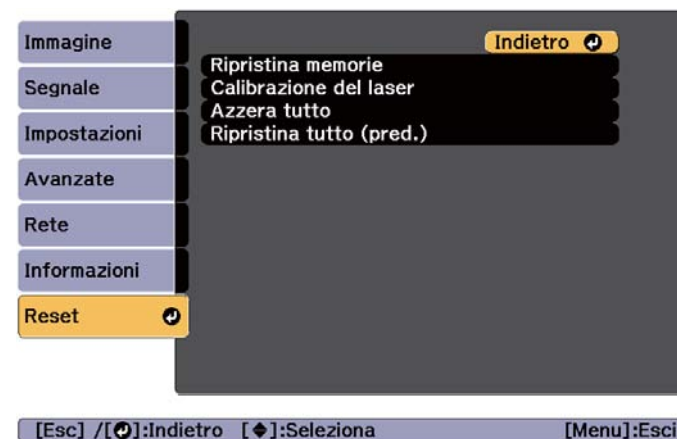 Immagine
Segnale
Impostazioni
Avanzate
Rete
Informazioni
Reset
Indietro
Ripristina memorie
Calibrazione del laser
Azzera tutto
Ripristina tutto (pred.)
[Esc] /[⏎]:Indietro [◆]:Seleziona [Menu]:Esci